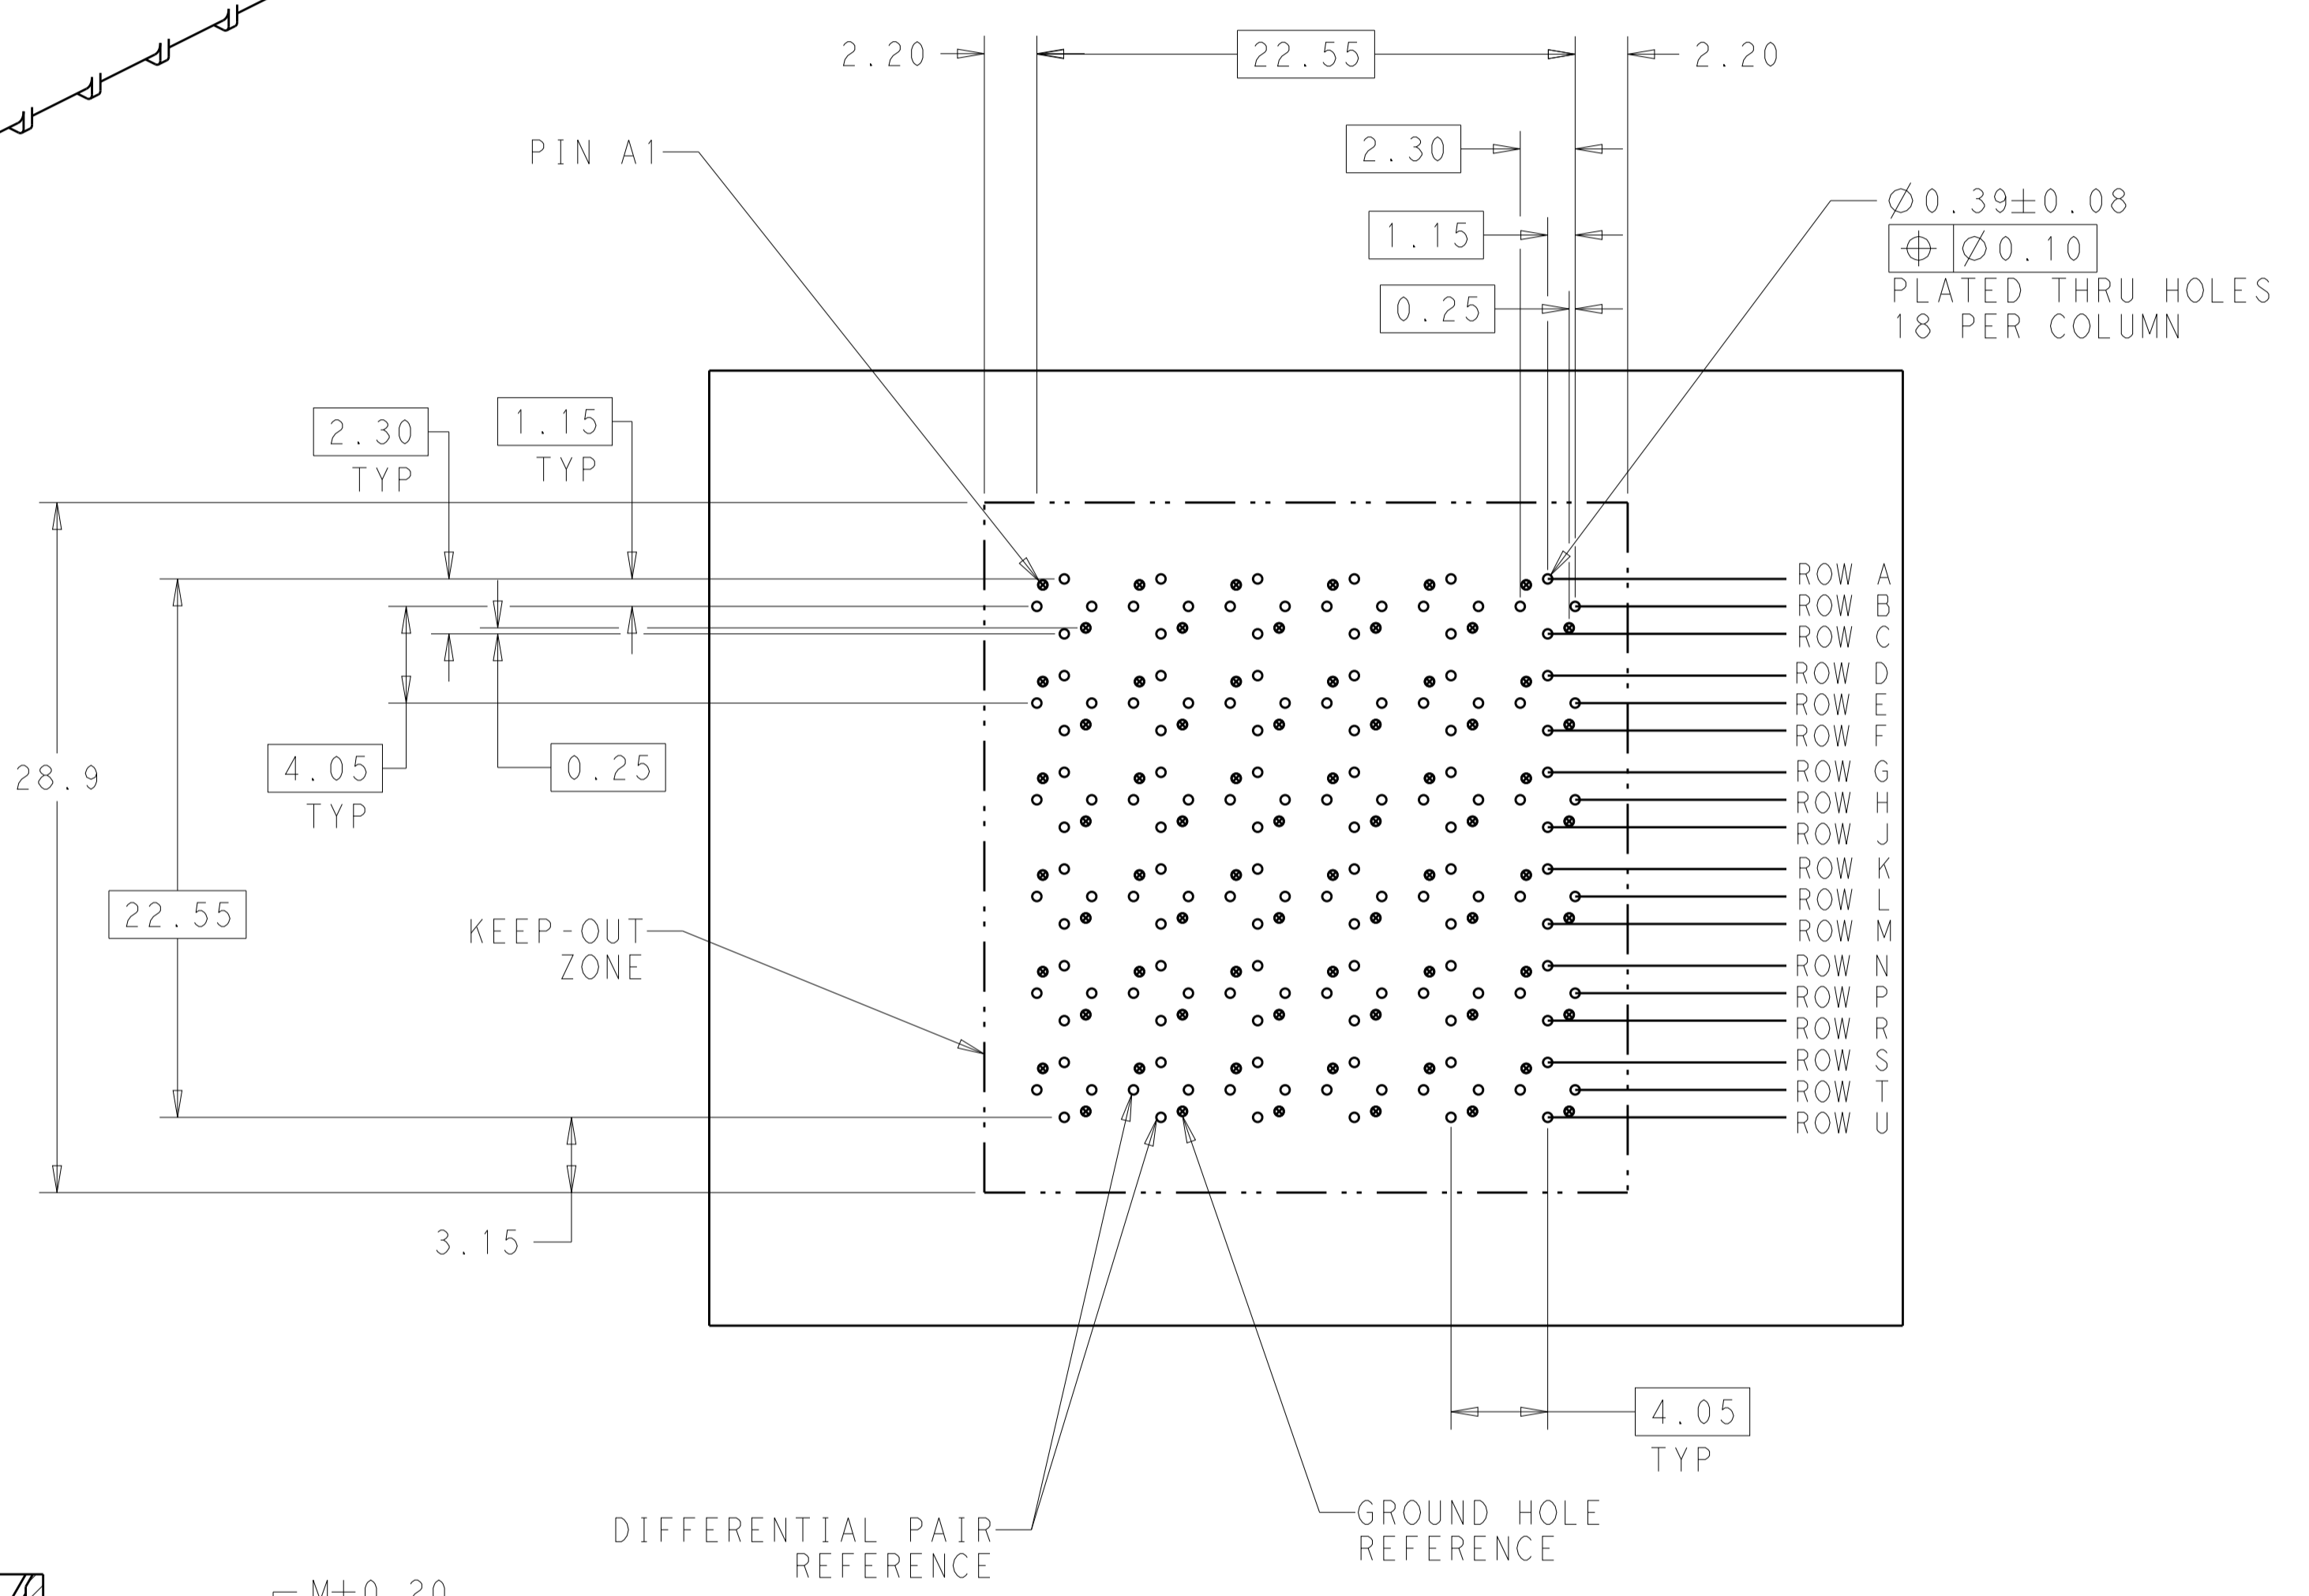 2.20
22.55
2.20
PIN A1
2.30
1.15
Ø0.39±0.08
⌖ Ø0.10
PLATED THRU HOLES
18 PER COLUMN
0.25
2.30
TYP
1.15
TYP
ROW A
ROW B
ROW C
ROW D
ROW E
ROW F
ROW G
ROW H
ROW J
ROW K
ROW L
ROW M
ROW N
ROW P
ROW R
ROW S
ROW T
ROW U
28.9
4.05
TYP
0.25
22.55
KEEP-OUT
ZONE
3.15
4.05
TYP
DIFFERENTIAL PAIR
REFERENCE
GROUND HOLE
REFERENCE
M±0.20